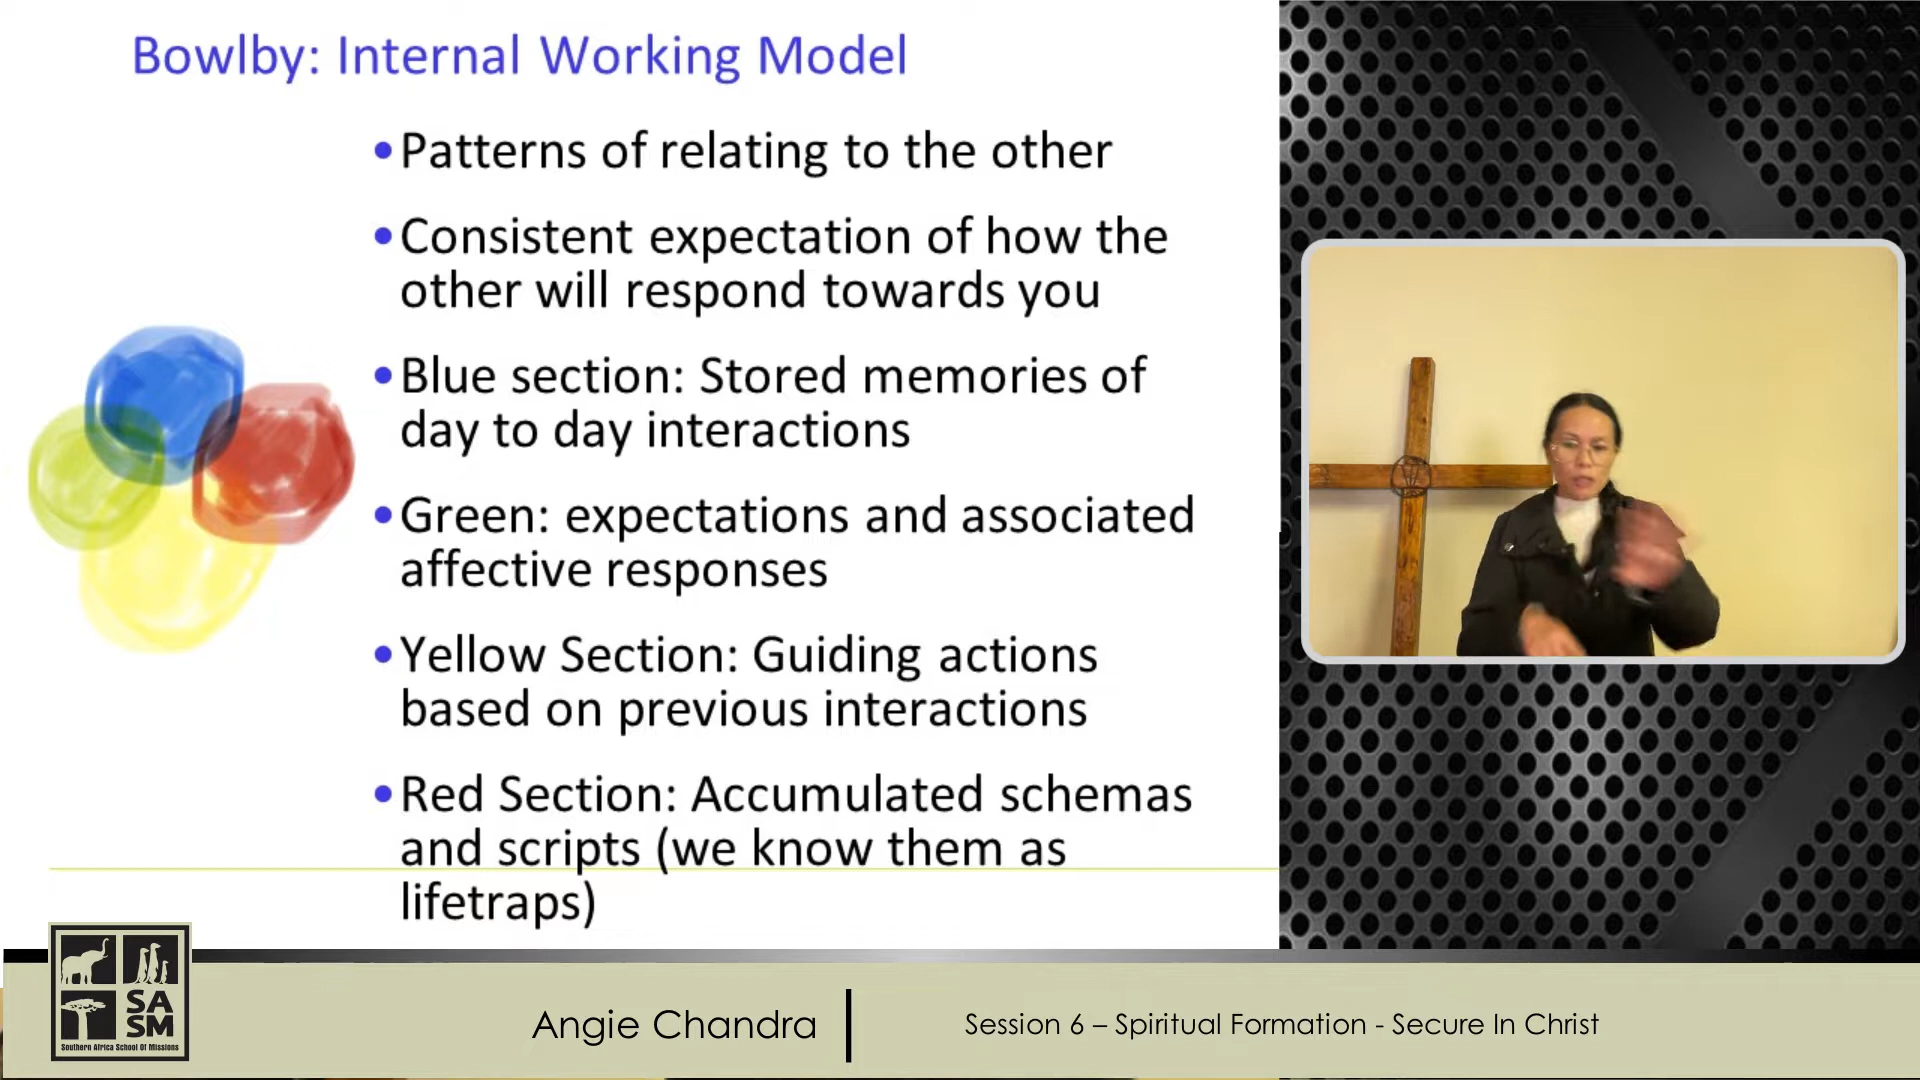 Bowlby: Internal Working Model
•Patterns of relating to the other
•Consistent expectation of how the
other will respond towards you
•Blue section: Stored memories of
day to day interactions
•Green: expectations and associated
affective responses
•Yellow Section: Guiding actions
based on previous interactions
•Red Section: Accumulated schemas
and scripts (we know them as
lifetraps)
SA
SM
Southern Africa School Of Missions
Angie Chandra
Session 6 – Spiritual Formation - Secure In Christ